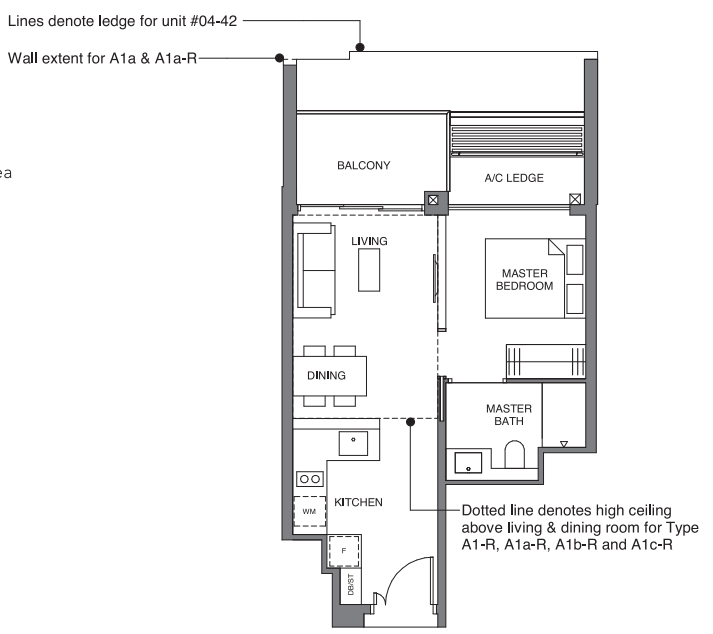 Lines denote ledge for unit #04-42
Wall extent for A1a & A1a-R
ea
BALCONY
A/C LEDGE
LIVING
MASTER
BEDROOM
DINING
MASTER
BATH
KITCHEN
WM
F
DB/ST
Dotted line denotes high ceiling
above living & dining room for Type
A1-R, A1a-R, A1b-R and A1c-R